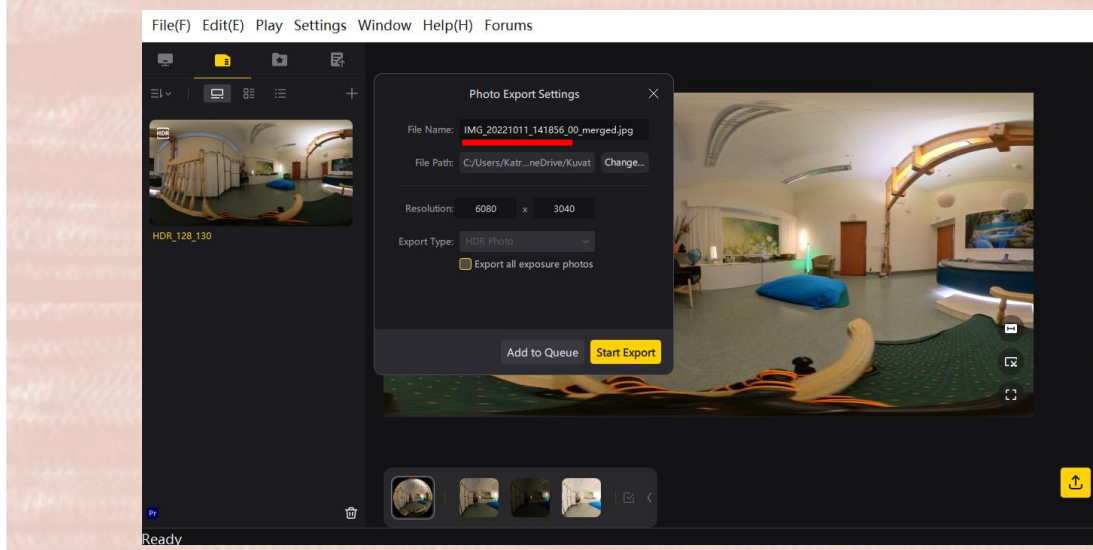 File(F) Edit(E) Play Settings Window Help(H) Forums
Photo Export Settings
File Name: IMG_20221011_141856_00_merged.jpg
File Path: C:/Users/Katr...neDrive/Kuvat Change...
Resolution: 6080 x 3040
Export Type: HDR Photo
Export all exposure photos
Add to Queue Start Export
HDR
HDR_128_130
Pr
Ready